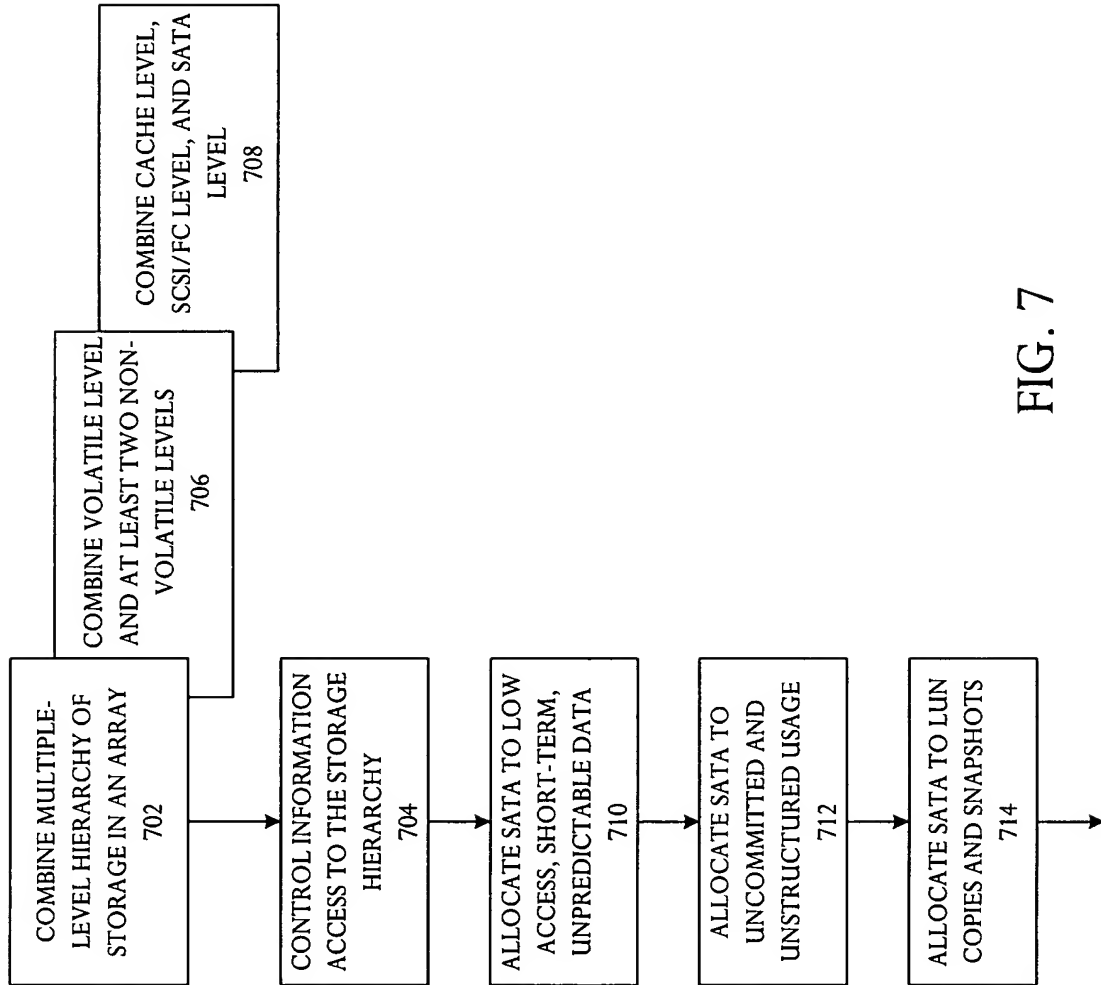 COMBINE MULTIPLE-
LEVEL HIERARCHY OF
STORAGE IN AN ARRAY
702
COMBINE VOLATILE LEVEL
AND AT LEAST TWO NON-
VOLATILE LEVELS
706
COMBINE CACHE LEVEL,
SCSI/FC LEVEL, AND SATA
LEVEL
708
CONTROL INFORMATION
ACCESS TO THE STORAGE
HIERARCHY
704
ALLOCATE SATA TO LOW
ACCESS, SHORT-TERM,
UNPREDICTABLE DATA
710
ALLOCATE SATA TO
UNCOMMITTED AND
UNSTRUCTURED USAGE
712
ALLOCATE SATA TO LUN
COPIES AND SNAPSHOTS
714
FIG. 7